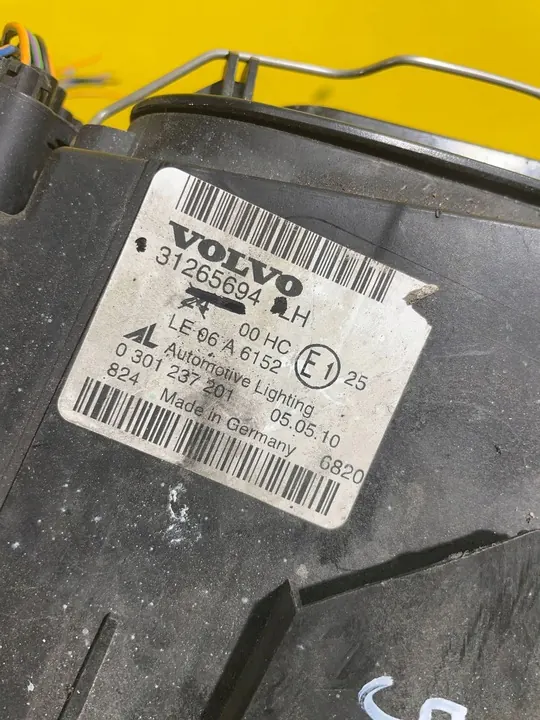 VOLVO
31265694 LH
24 00 HC
LE 06 A 6152 E1 25
AL Automotive Lighting
0 301 237 201 05.05.10
824 Made in Germany 6820